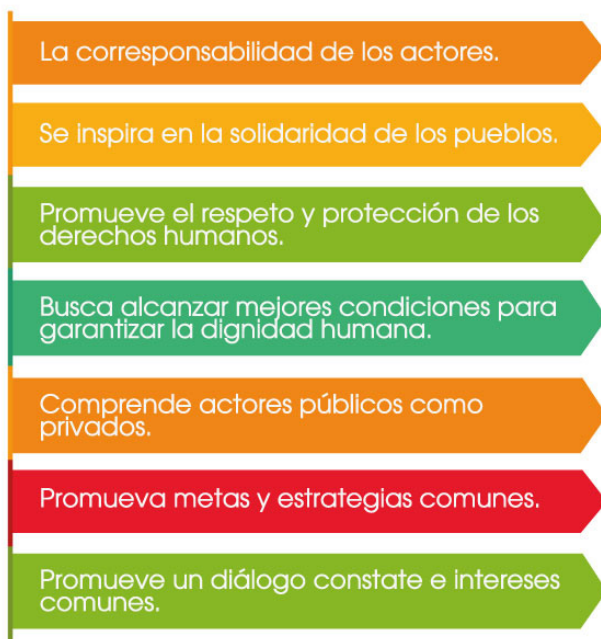 La corresponsabilidad de los actores.
Se inspira en la solidaridad de los pueblos.
Promueve el respeto y protección de los
derechos humanos.
Busca alcanzar mejores condiciones para
garantizar la dignidad humana.
Comprende actores públicos como
privados.
Promueva metas y estrategias comunes.
Promueve un diálogo constate e intereses
comunes.